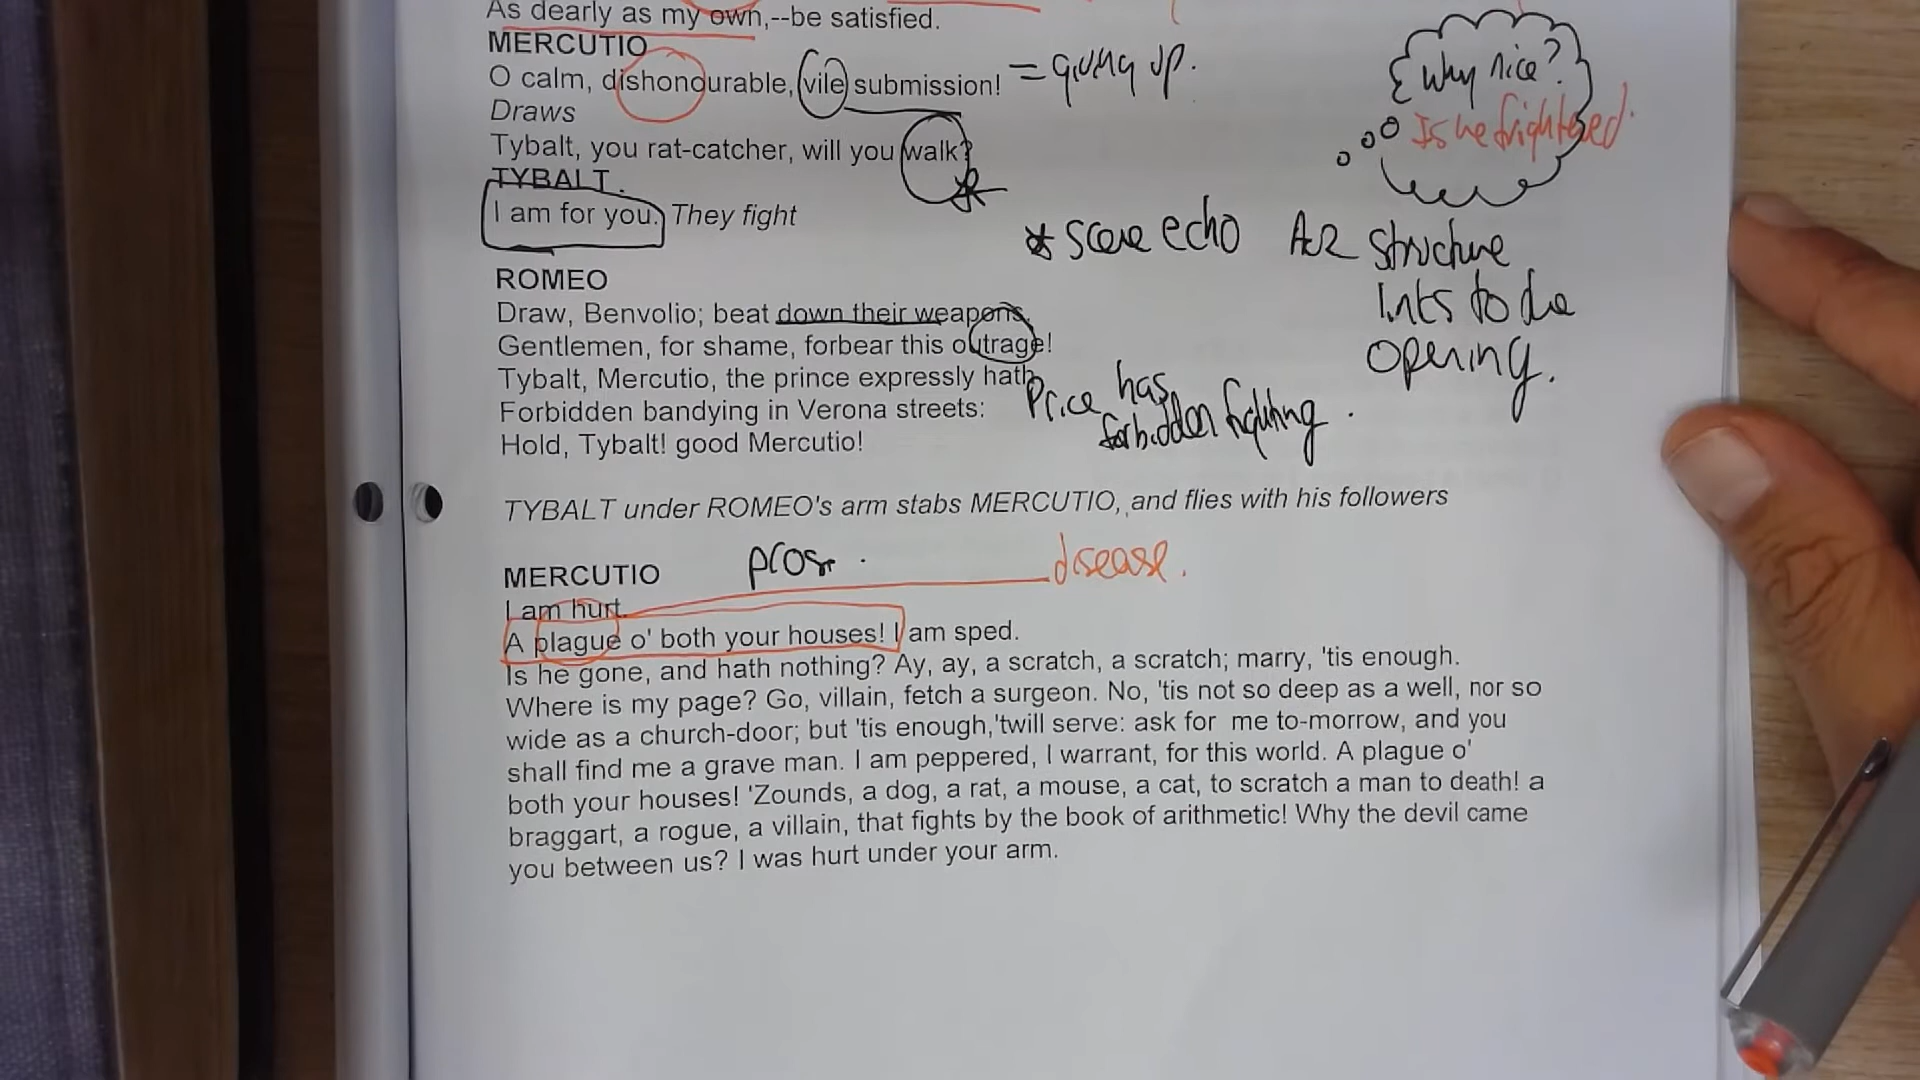 As dearly as my own,--be satisfied.
MERCUTIO
O calm, dishonourable, vile submission! = giving up.
Draws
Tybalt, you rat-catcher, will you walk?
TYBALT.
I am for you. They fight
Why nice?
Is he frightened.
* Scene echo
structure
links to the
opening.
ROMEO
Draw, Benvolio; beat down their weapons.
Gentlemen, for shame, forbear this outrage!
Tybalt, Mercutio, the prince expressly hath
Forbidden bandying in Verona streets:
Hold, Tybalt! good Mercutio!
Price has
forbidden fighting.
TYBALT under ROMEO's arm stabs MERCUTIO, and flies with his followers
MERCUTIO
prose.
disease.
I am hurt.
A plague o' both your houses! I am sped.
Is he gone, and hath nothing? Ay, ay, a scratch, a scratch; marry, 'tis enough.
Where is my page? Go, villain, fetch a surgeon. No, 'tis not so deep as a well, nor so
wide as a church-door; but 'tis enough,'twill serve: ask for me to-morrow, and you
shall find me a grave man. I am peppered, I warrant, for this world. A plague o'
both your houses! 'Zounds, a dog, a rat, a mouse, a cat, to scratch a man to death! a
braggart, a rogue, a villain, that fights by the book of arithmetic! Why the devil came
you between us? I was hurt under your arm.